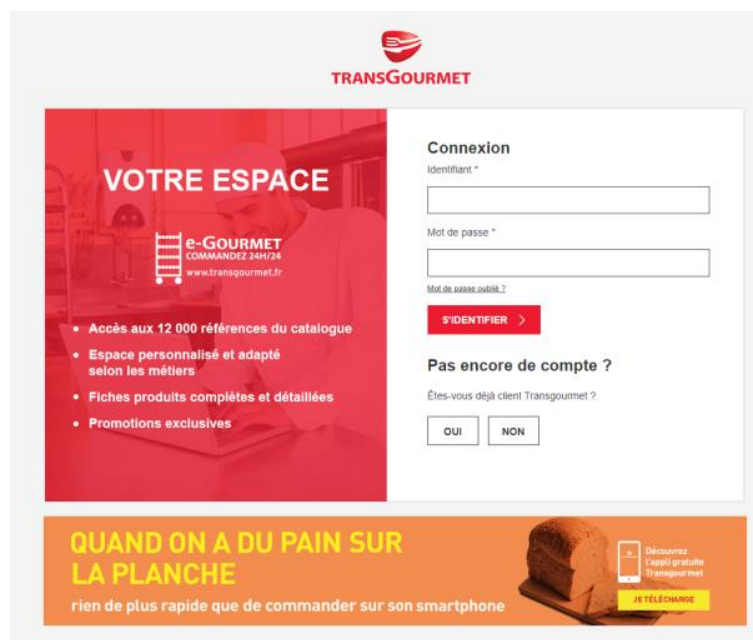 TRANSGOURMET
VOTRE ESPACE
e-GOURMET
COMMANDEZ 24H/24
www.transgourmet.fr
• Accès aux 12 000 références du catalogue
• Espace personnalisé et adapté
selon les métiers
• Fiches produits complètes et détaillées
• Promotions exclusives
Connexion
Identifiant *
Mot de passe *
Mot de passe oublié ?
S'IDENTIFIER >
Pas encore de compte ?
Êtes-vous déjà client Transgourmet ?
OUI NON
QUAND ON A DU PAIN SUR
LA PLANCHE
rien de plus rapide que de commander sur son smartphone
Découvrez
l'appli gratuite
Transgourmet
JE TÉLÉCHARGE